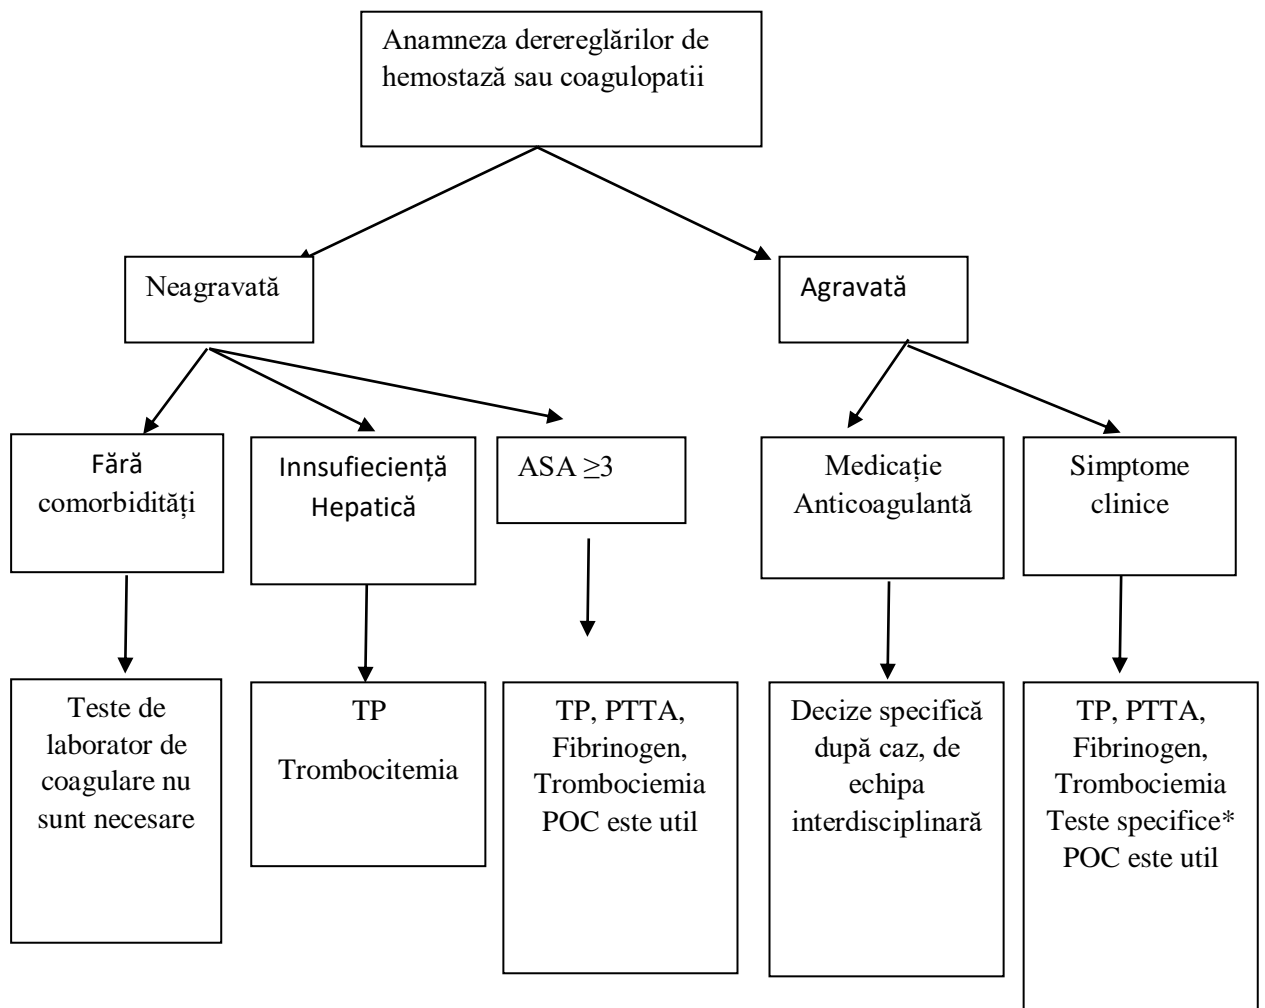 Anamneza derereglărilor de
hemostază sau coagulopatii
Neagravată
Agravată
Fără
comorbidități
Innsufieciență
Hepatică
ASA ≥3
Medicație
Anticoagulantă
Simptome
clinice
Teste de
laborator de
coagulare nu
sunt necesare
TP
Trombocitemia
TP, PTTA,
Fibrinogen,
Trombociemia
POC este util
Decize specifică
după caz, de
echipa
interdisciplinară
TP, PTTA,
Fibrinogen,
Trombociemia
Teste specifice*
POC este util